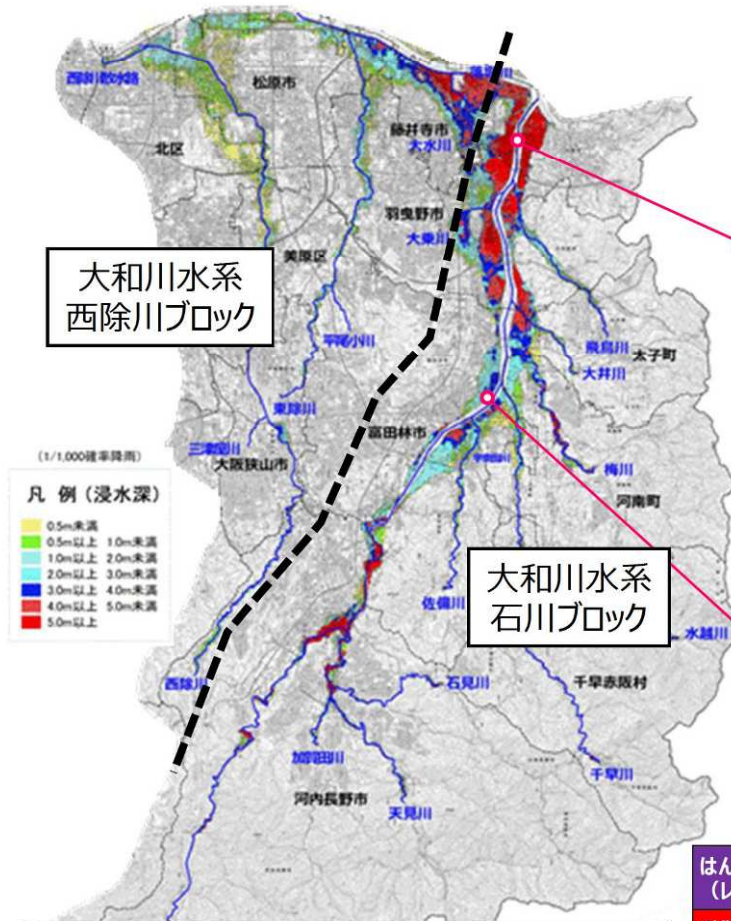 西除川放水路
松原市
落堀川
藤井寺市
大水川
北区
羽曳野市
大乗川
美原区
大和川水系
西除川ブロック
平尾小川
飛鳥川
太子町
大井川
東除川
富田林市
三津屋川
大阪狭山市
梅川
河南町
(1/1,000確率降雨)
凡 例 (浸水深)
0.5m未満
0.5m以上 1.0m未満
1.0m以上 2.0m未満
2.0m以上 3.0m未満
3.0m以上 4.0m未満
4.0m以上 5.0m未満
5.0m以上
大和川水系
石川ブロック
佐備川
水越川
西除川
石見川
千早赤阪村
加賀田川
千早川
河内長野市
天見川
はん
(レ